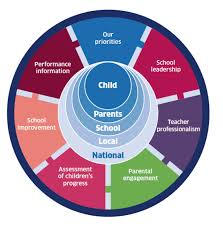 Our
priorities
School
leadership
Teacher
professionalism
Parental
engagement
Assessment
of children's
progress
School
improvement
Performance
information
Child
Parents
School
Local
National